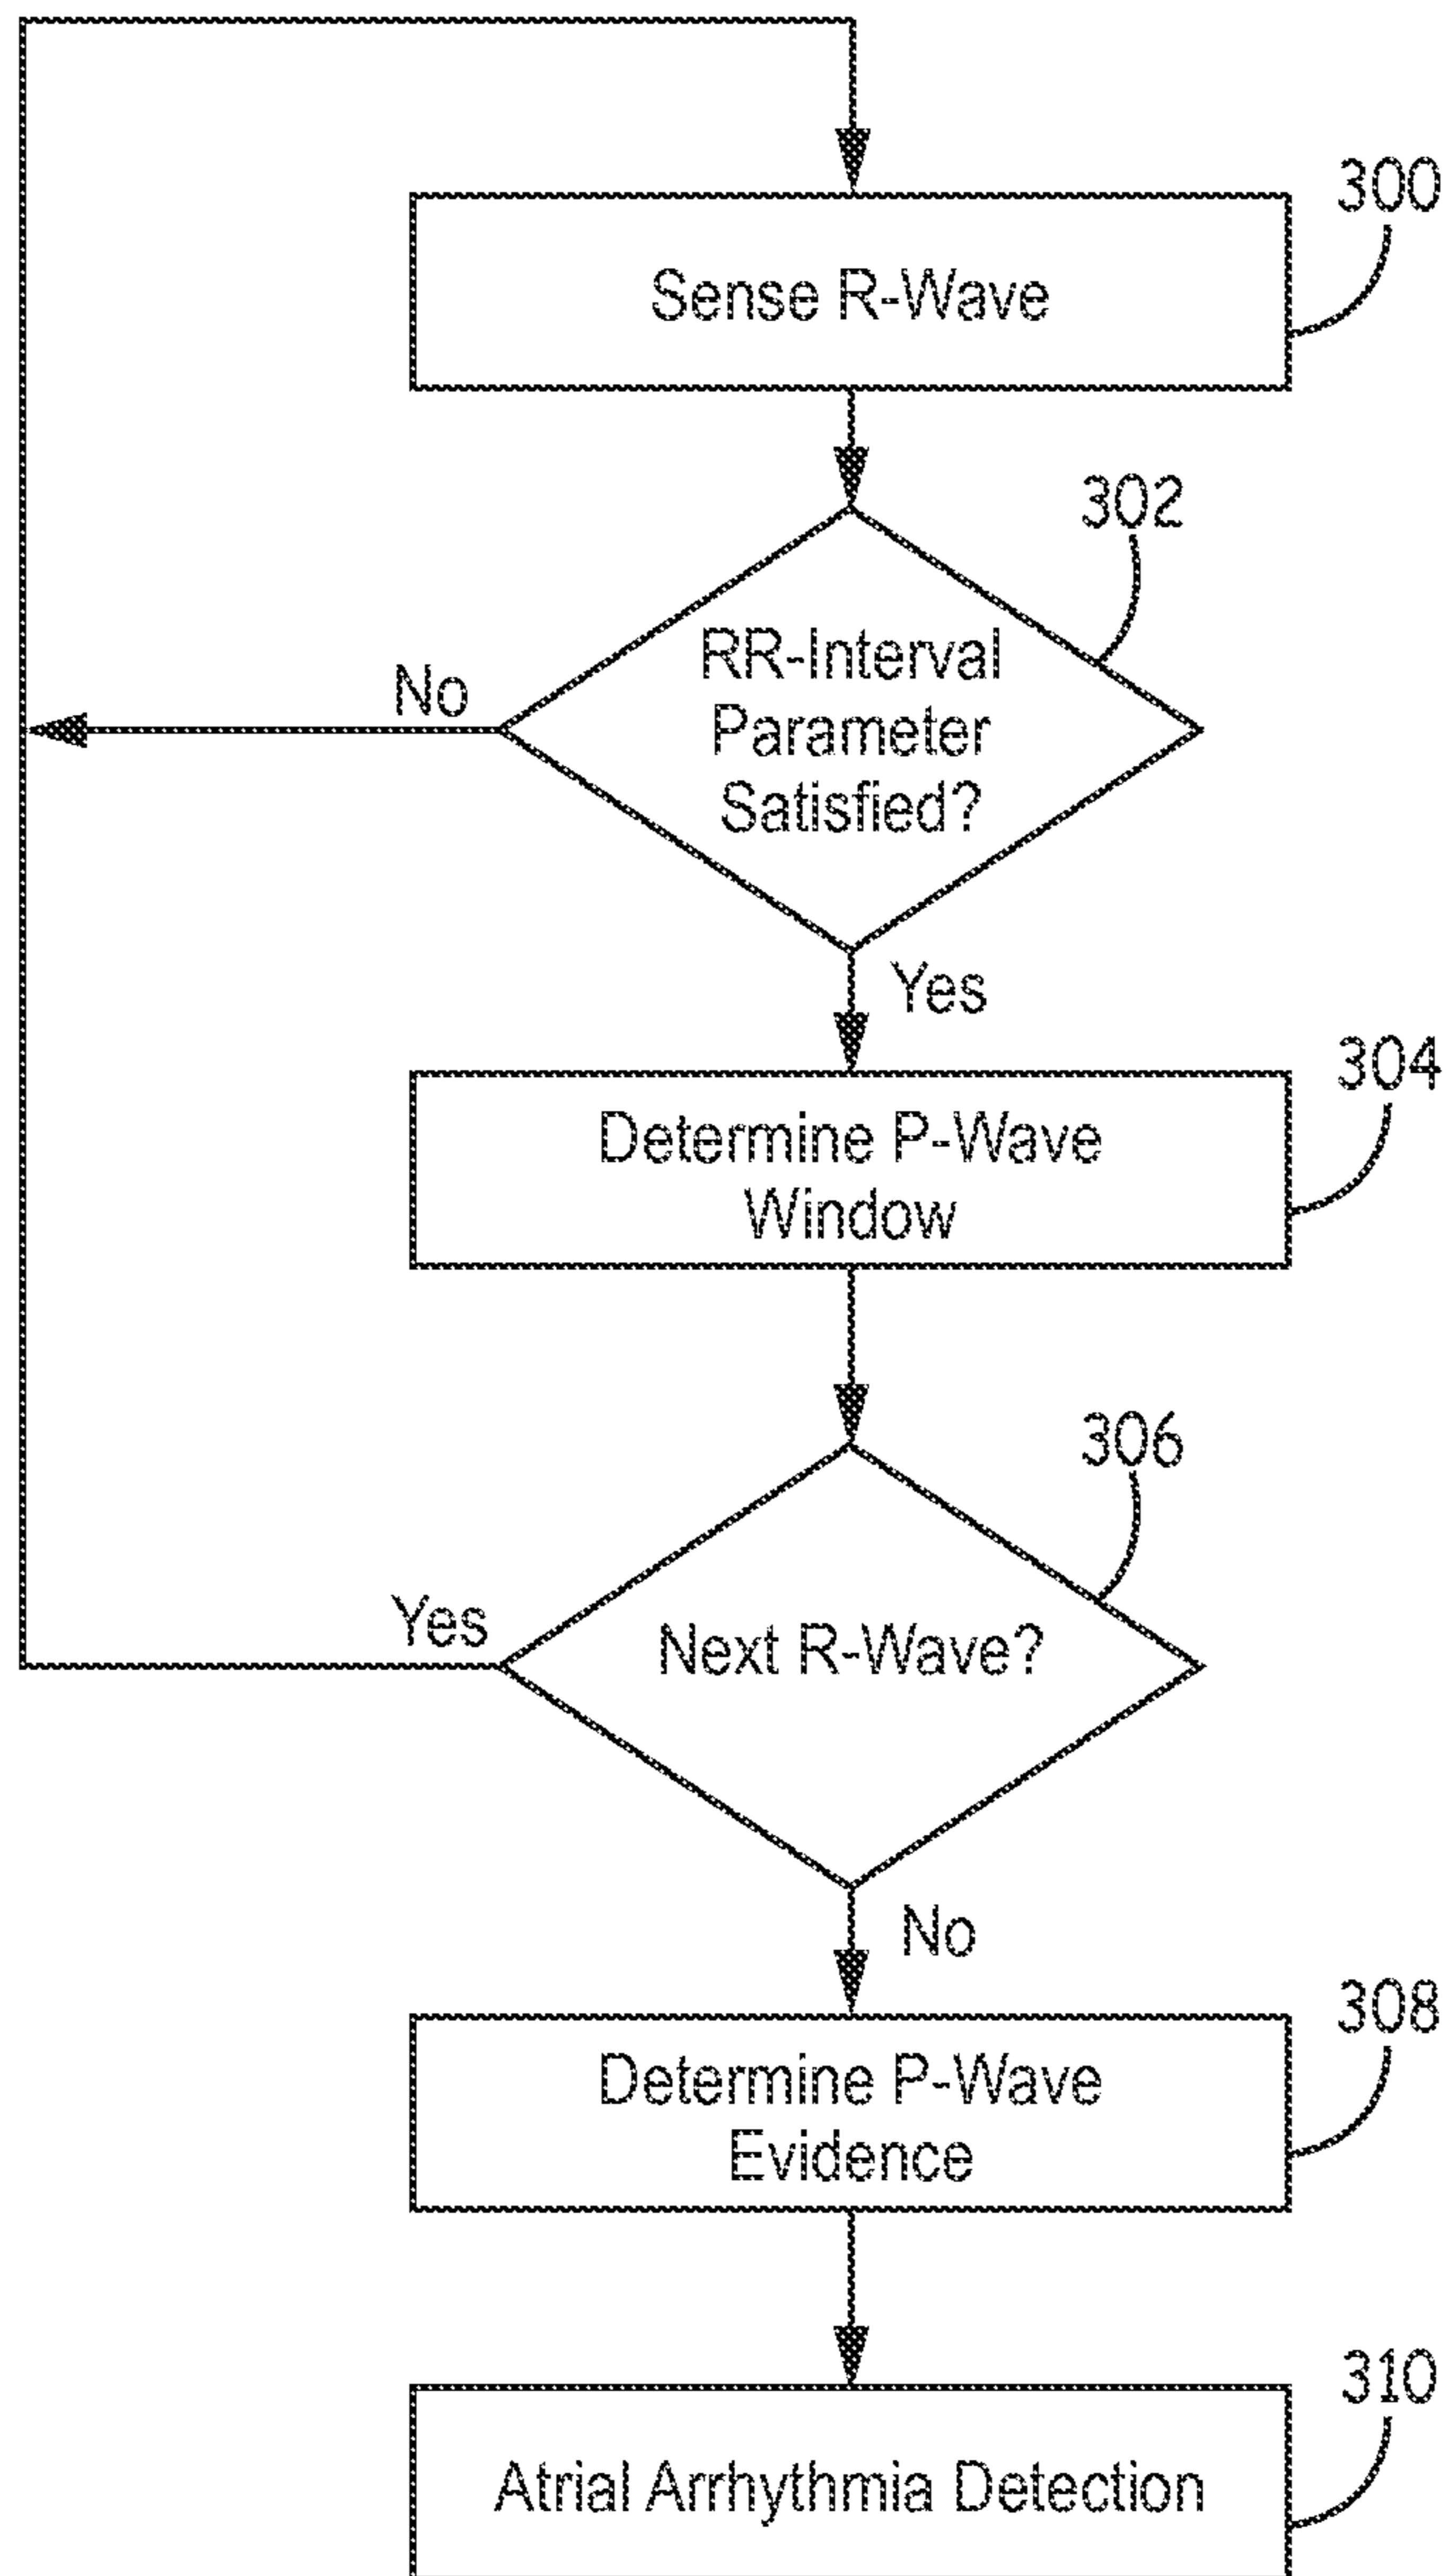 300
Sense R-Wave
302
RR-Interval
Parameter
Satisfied?
No
Yes
304
Determine P-Wave
Window
306
Next R-Wave?
Yes
No
308
Determine P-Wave
Evidence
310
Atrial Arrhythmia Detection